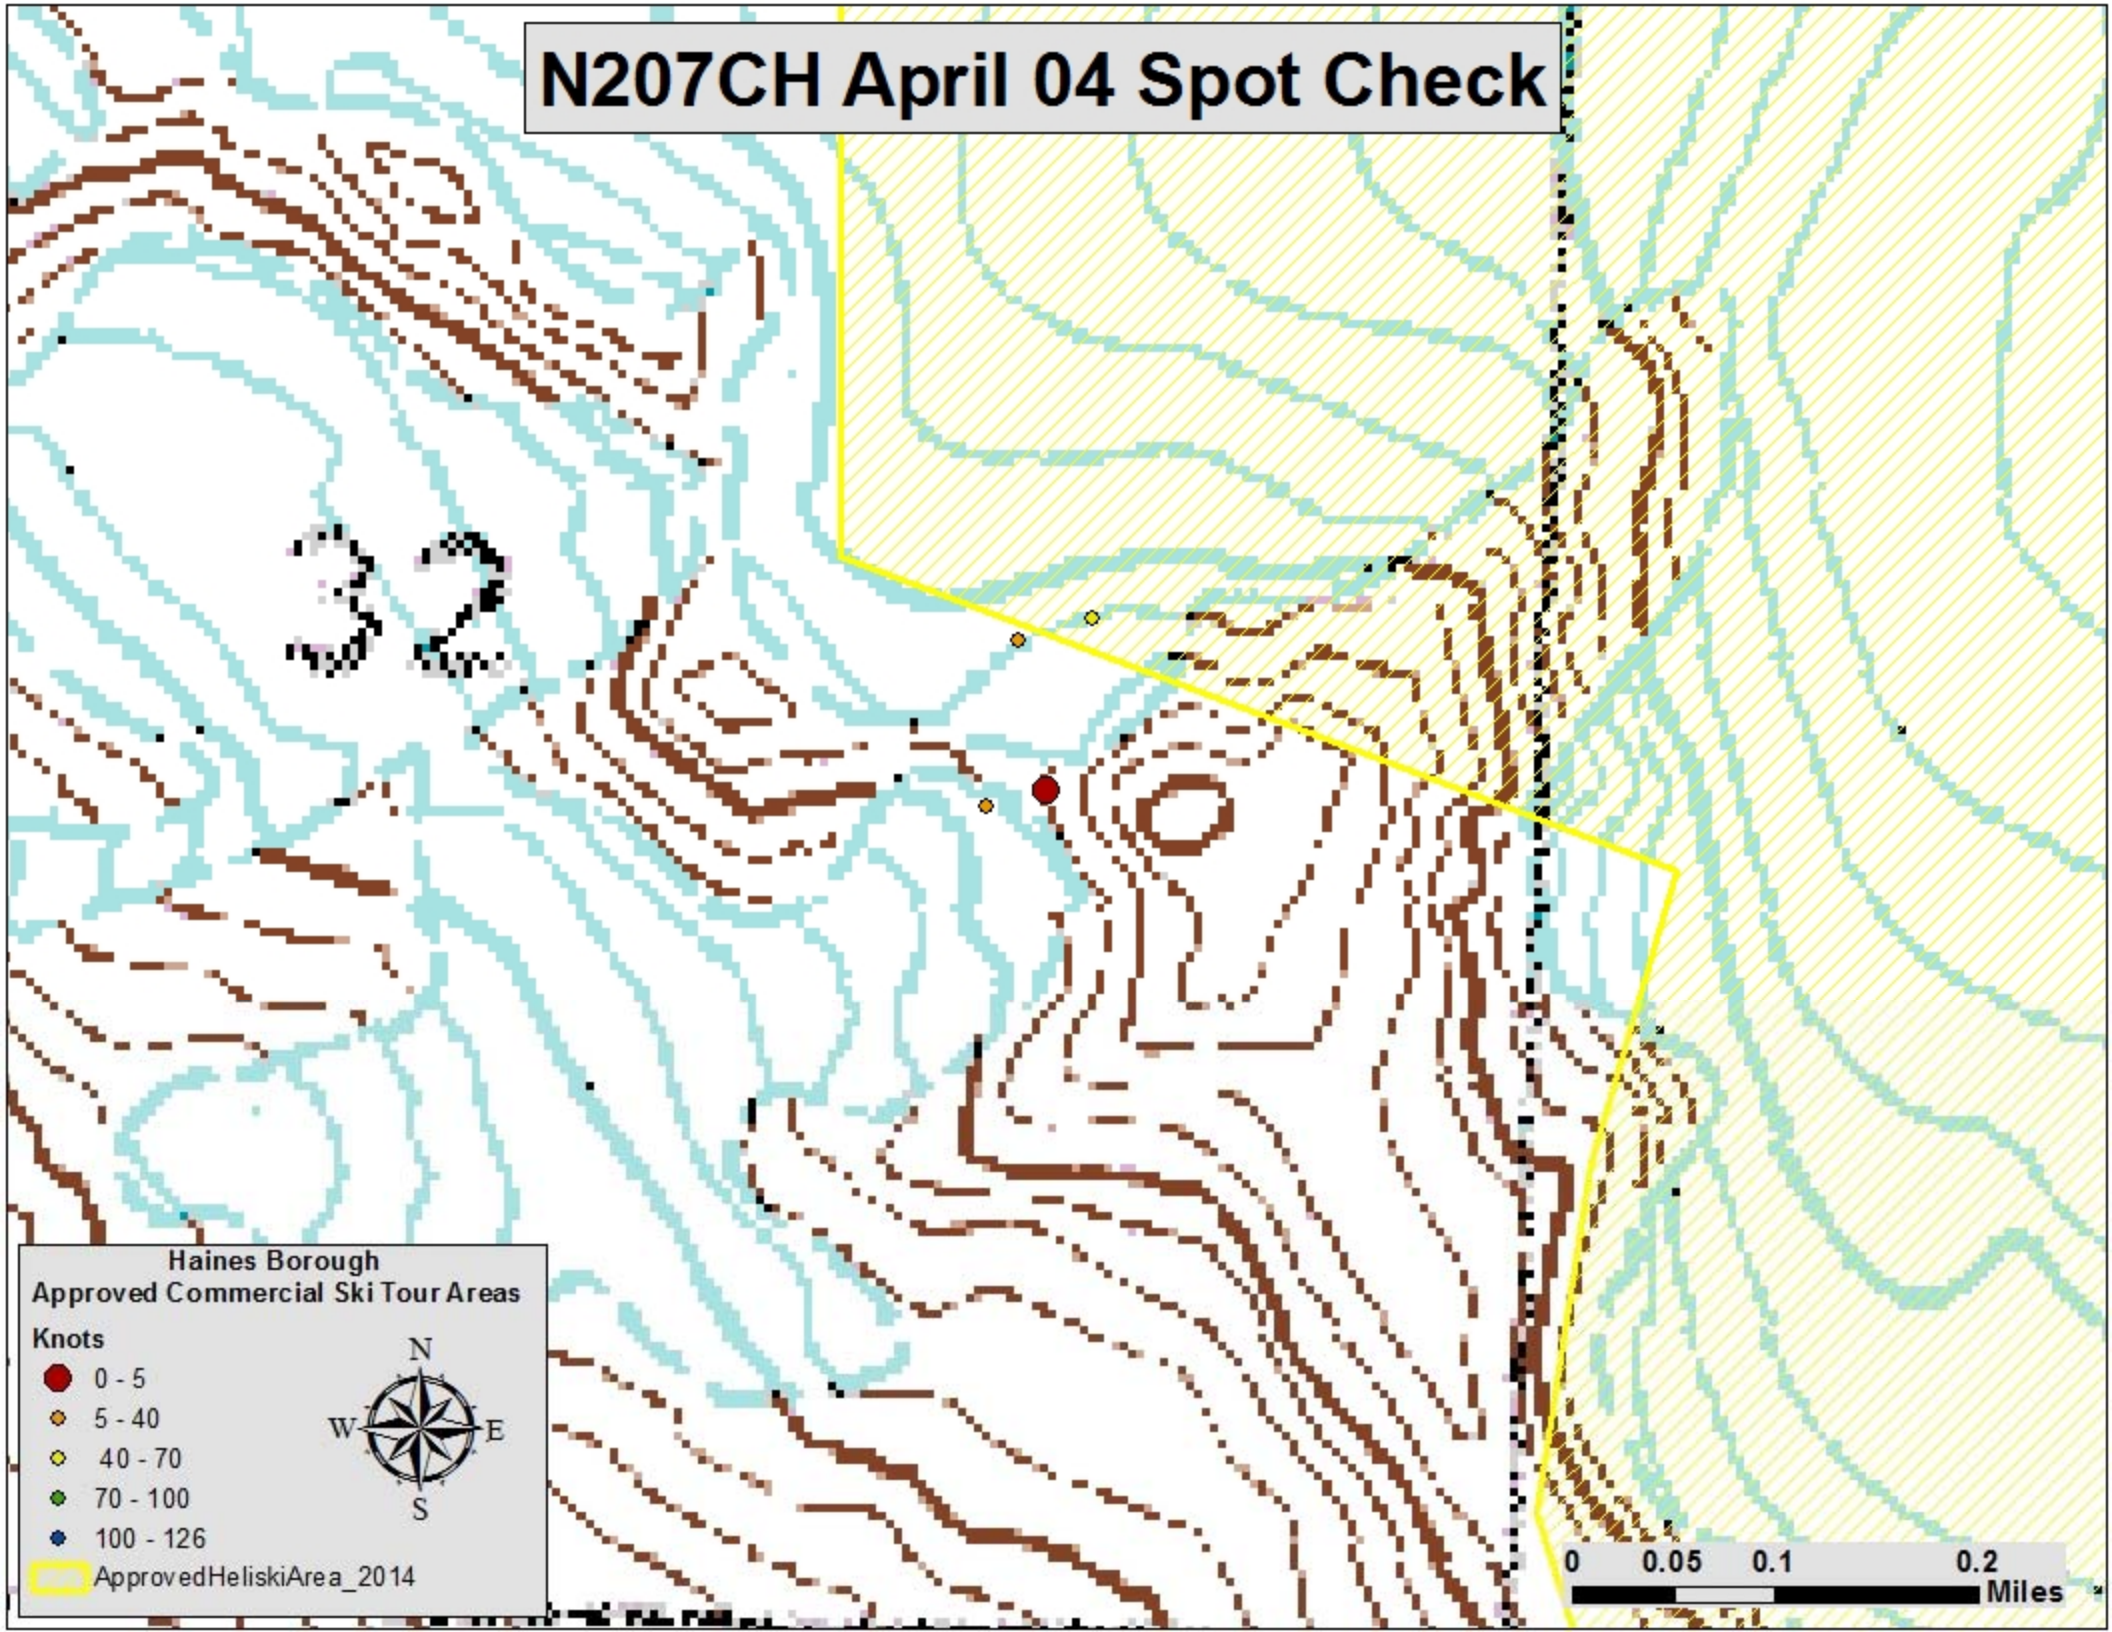 N207CH April 04 Spot Check
32
Haines Borough
Approved Commercial Ski Tour Areas
Knots
0 - 5
5 - 40
40 - 70
70 - 100
100 - 126
ApprovedHeliskiArea_2014
N
W E
S
0 0.05 0.1 0.2
Miles